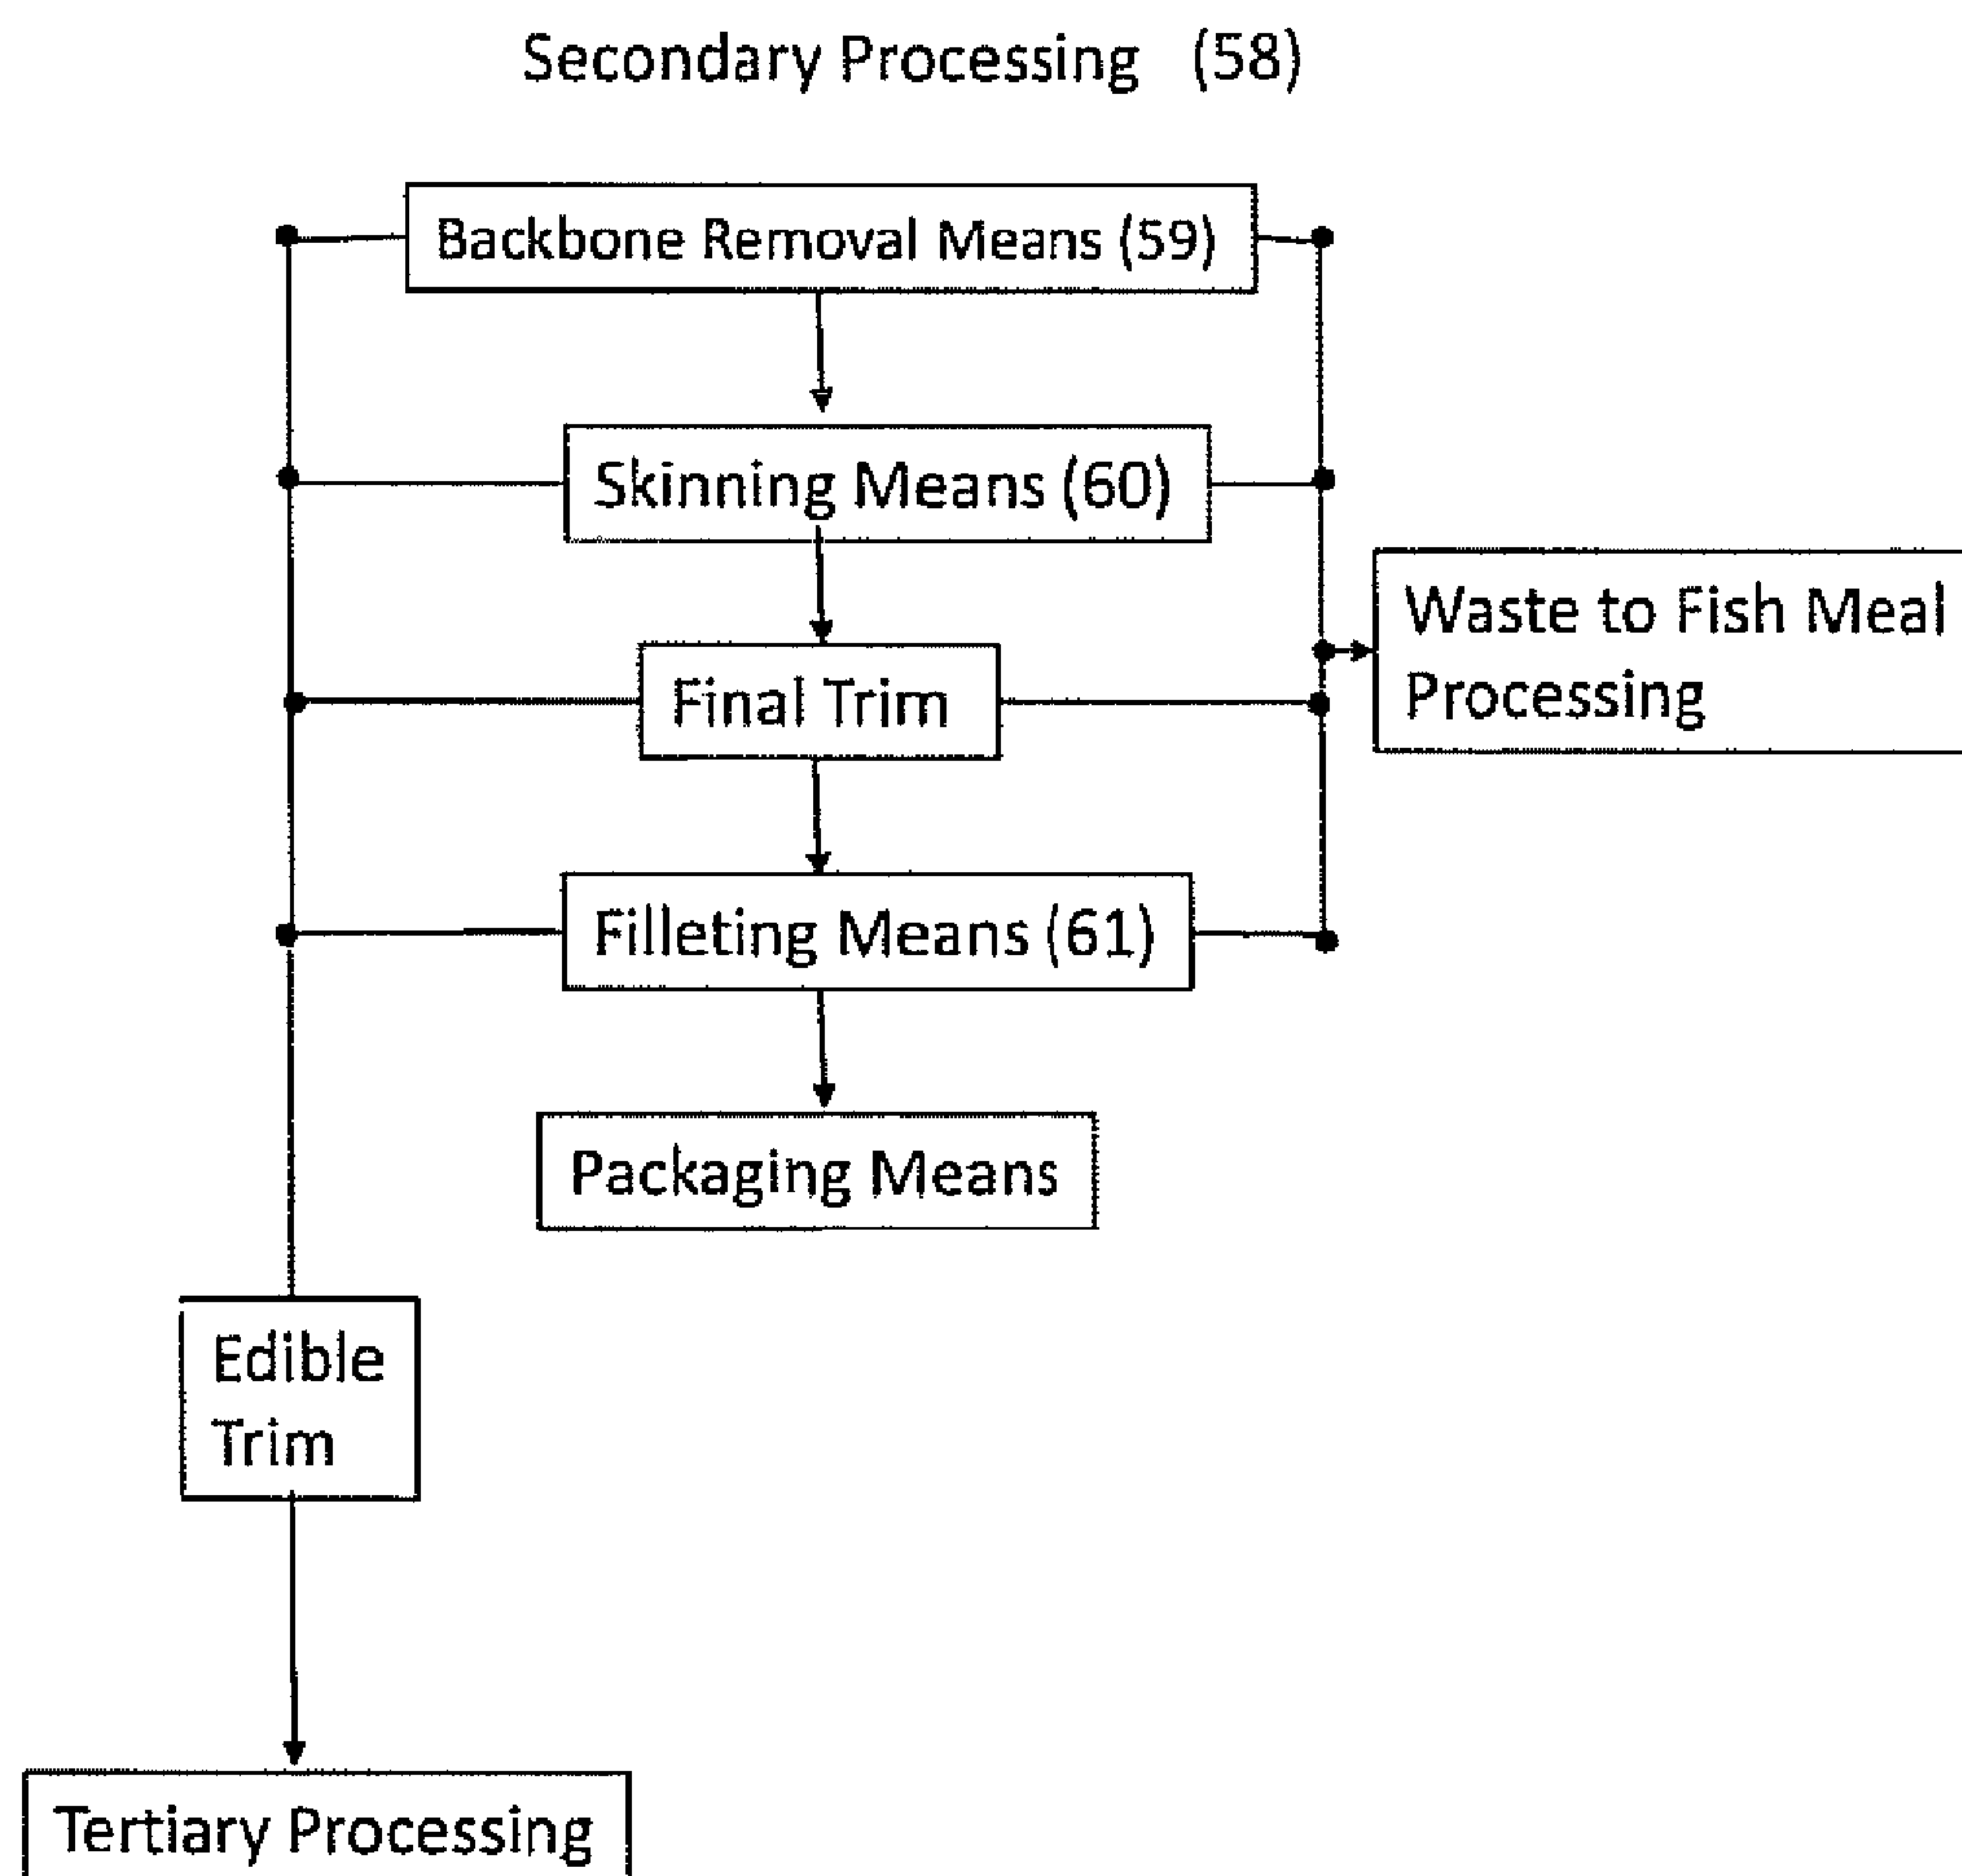 Secondary Processing (58)
Backbone Removal Means (59)
Skinning Means (60)
Waste to Fish Meal
Processing
Final Trim
Filleting Means (61)
Packaging Means
Edible
Trim
Tertiary Processing